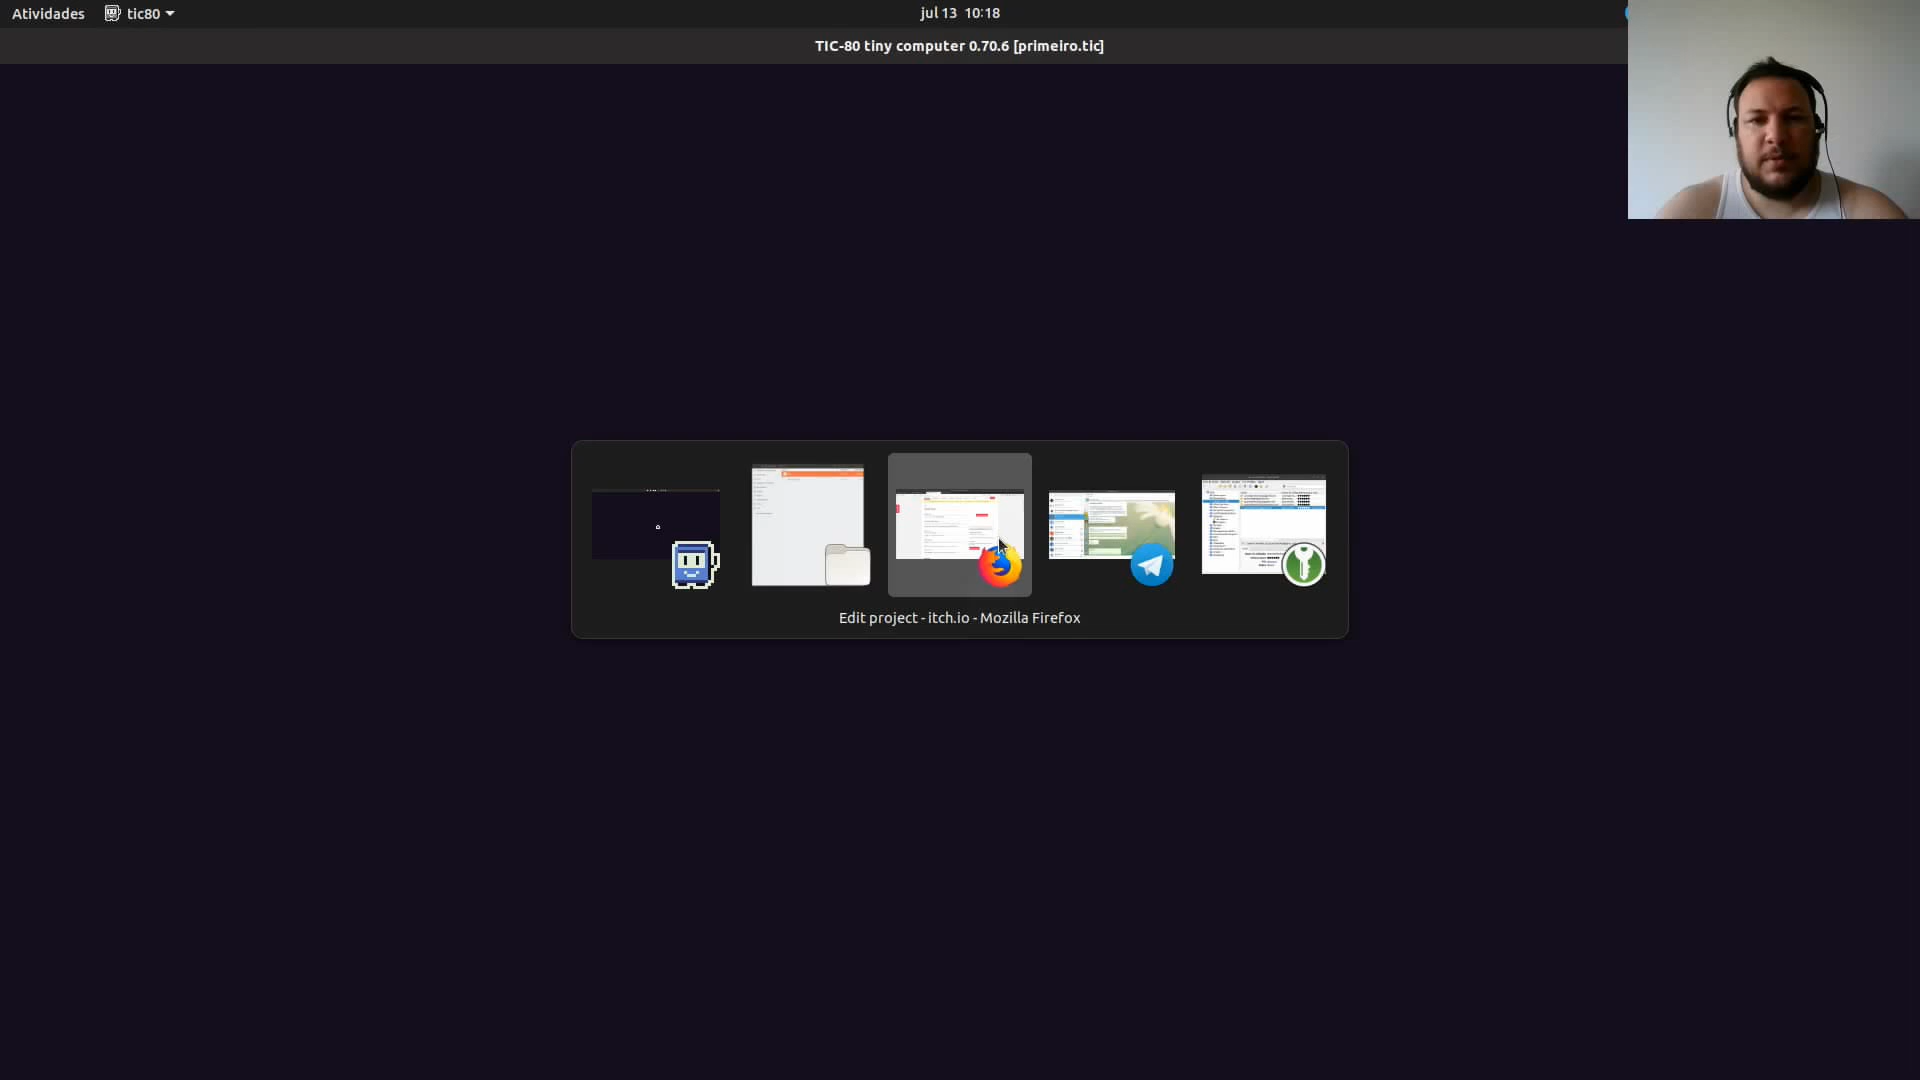 Atividades
tic80
jul 13 10:18
TIC-80 tiny computer 0.70.6 [primeiro.tic]
Edit project - itch.io - Mozilla Firefox